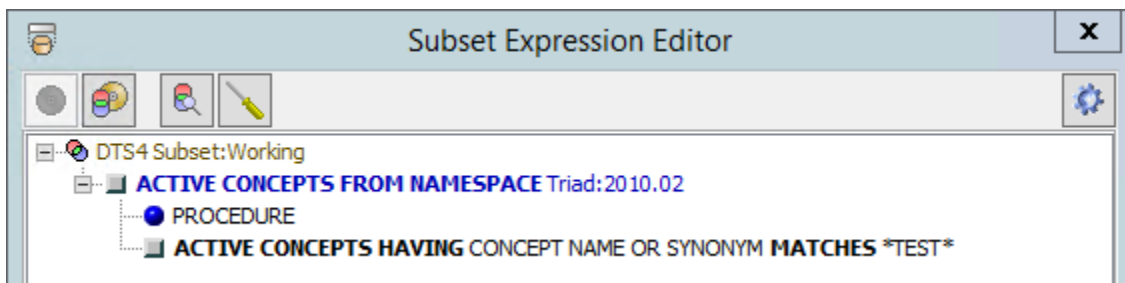 Subset Expression Editor
x
DTS4 Subset:Working
ACTIVE CONCEPTS FROM NAMESPACE Triad:2010.02
PROCEDURE
ACTIVE CONCEPTS HAVING CONCEPT NAME OR SYNONYM MATCHES *TEST*